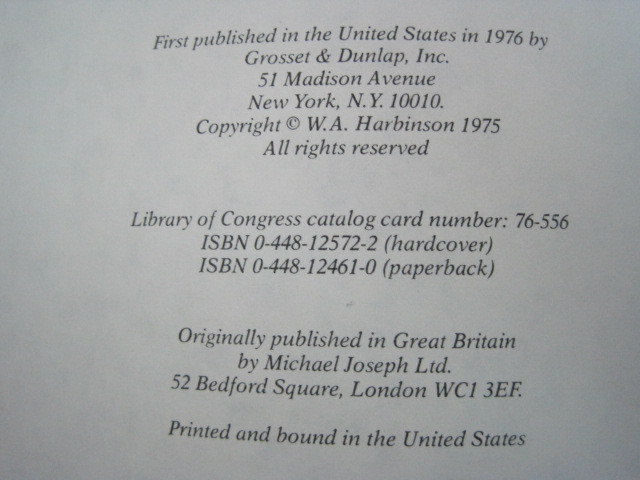 First published in the United States in 1976 by
Grosset & Dunlap, Inc.
51 Madison Avenue
New York, N.Y. 10010.
Copyright © W.A. Harbinson 1975
All rights reserved
Library of Congress catalog card number: 76-556
ISBN 0-448-12572-2 (hardcover)
ISBN 0-448-12461-0 (paperback)
Originally published in Great Britain
by Michael Joseph Ltd.
52 Bedford Square, London WC1 3EF.
Printed and bound in the United States